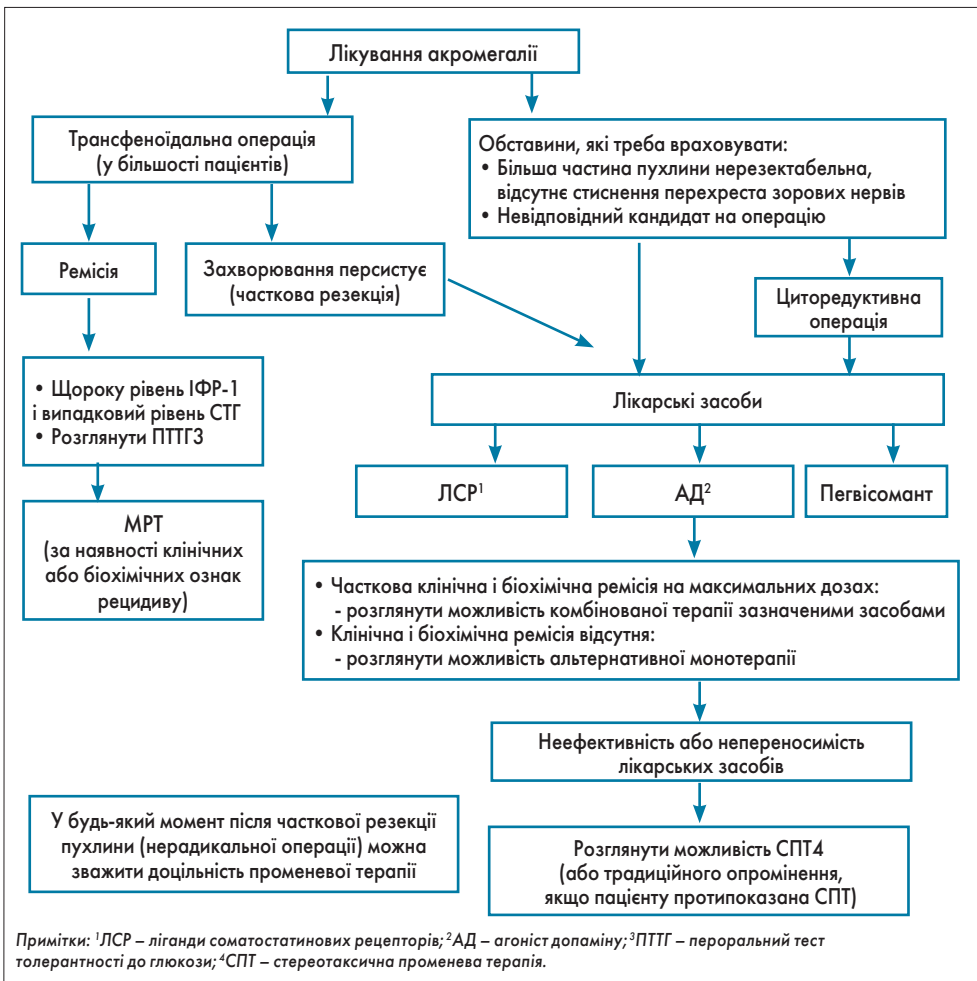 Лікування акромегалії
Трансфеноїдальна операція
(у більшості пацієнтів)
Обставини, які треба враховувати:
• Більша частина пухлини нерезектабельна,
відсутнє стиснення перехреста зорових нервів
• Невідповідний кандидат на операцію
Ремісія
Захворювання персистує
(часткова резекція)
Циторедуктивна
операція
• Щороку рівень ІФР-1
і випадковий рівень СТГ
• Розглянути ПТТГ3
Лікарські засоби
ЛСР¹
АД²
Пегвісомант
МРТ
(за наявності клінічних
або біохімічних ознак
рецидиву)
• Часткова клінічна і біохімічна ремісія на максимальних дозах:
- розглянути можливість комбінованої терапії зазначеними засобами
• Клінічна і біохімічна ремісія відсутня:
- розглянути можливість альтернативної монотерапії
Неефективність або непереносимість
лікарських засобів
У будь-який момент після часткової резекції
пухлини (нерадикальної операції) можна
зважити доцільність променевої терапії
Розглянути можливість СПТ4
(або традиційного опромінення,
якщо пацієнту протипоказана СПТ)
Примітки: ¹ЛСР – ліганди соматостатинових рецепторів; ²АД – агоніст допаміну; ³ПТТГ – пероральний тест
толерантності до глюкози; ⁴СПТ – стереотаксична променева терапія.